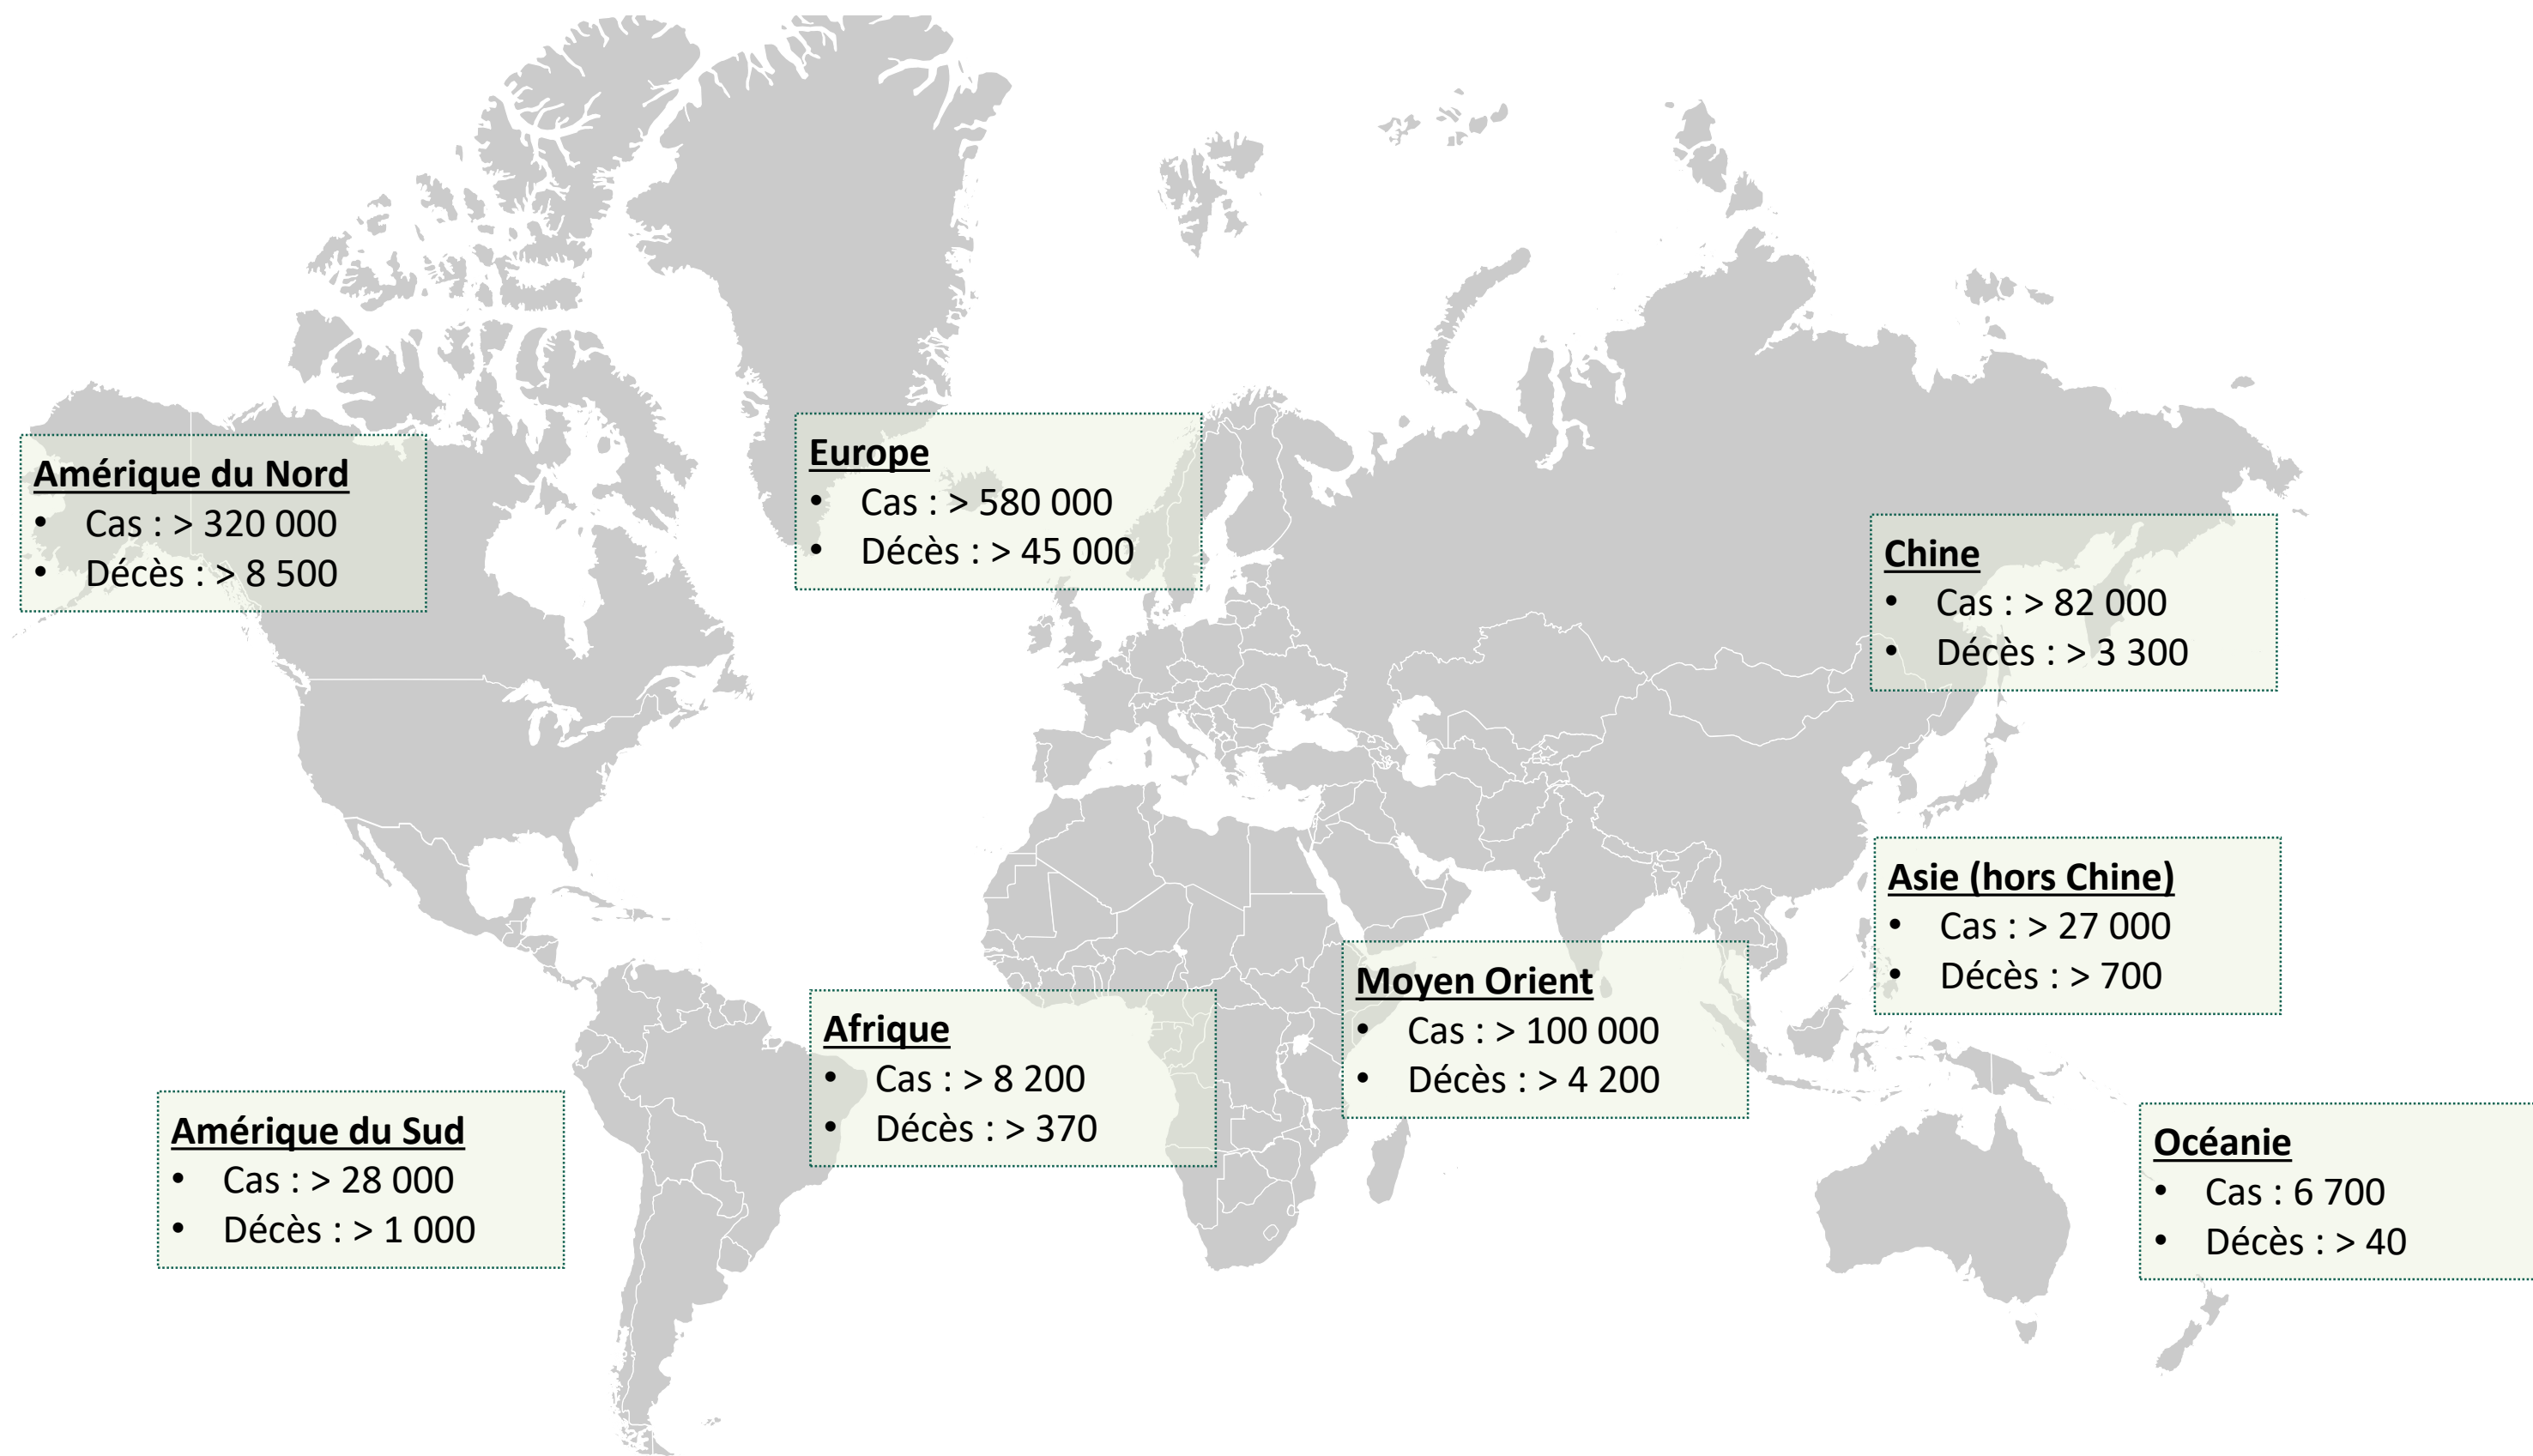 Amérique du Nord
• Cas : > 320 000
• Décès : > 8 500
Europe
• Cas : > 580 000
• Décès : > 45 000
Chine
• Cas : > 82 000
• Décès : > 3 300
Asie (hors Chine)
• Cas : > 27 000
• Décès : > 700
Moyen Orient
• Cas : > 100 000
• Décès : > 4 200
Afrique
• Cas : > 8 200
• Décès : > 370
Amérique du Sud
• Cas : > 28 000
• Décès : > 1 000
Océanie
• Cas : 6 700
• Décès : > 40